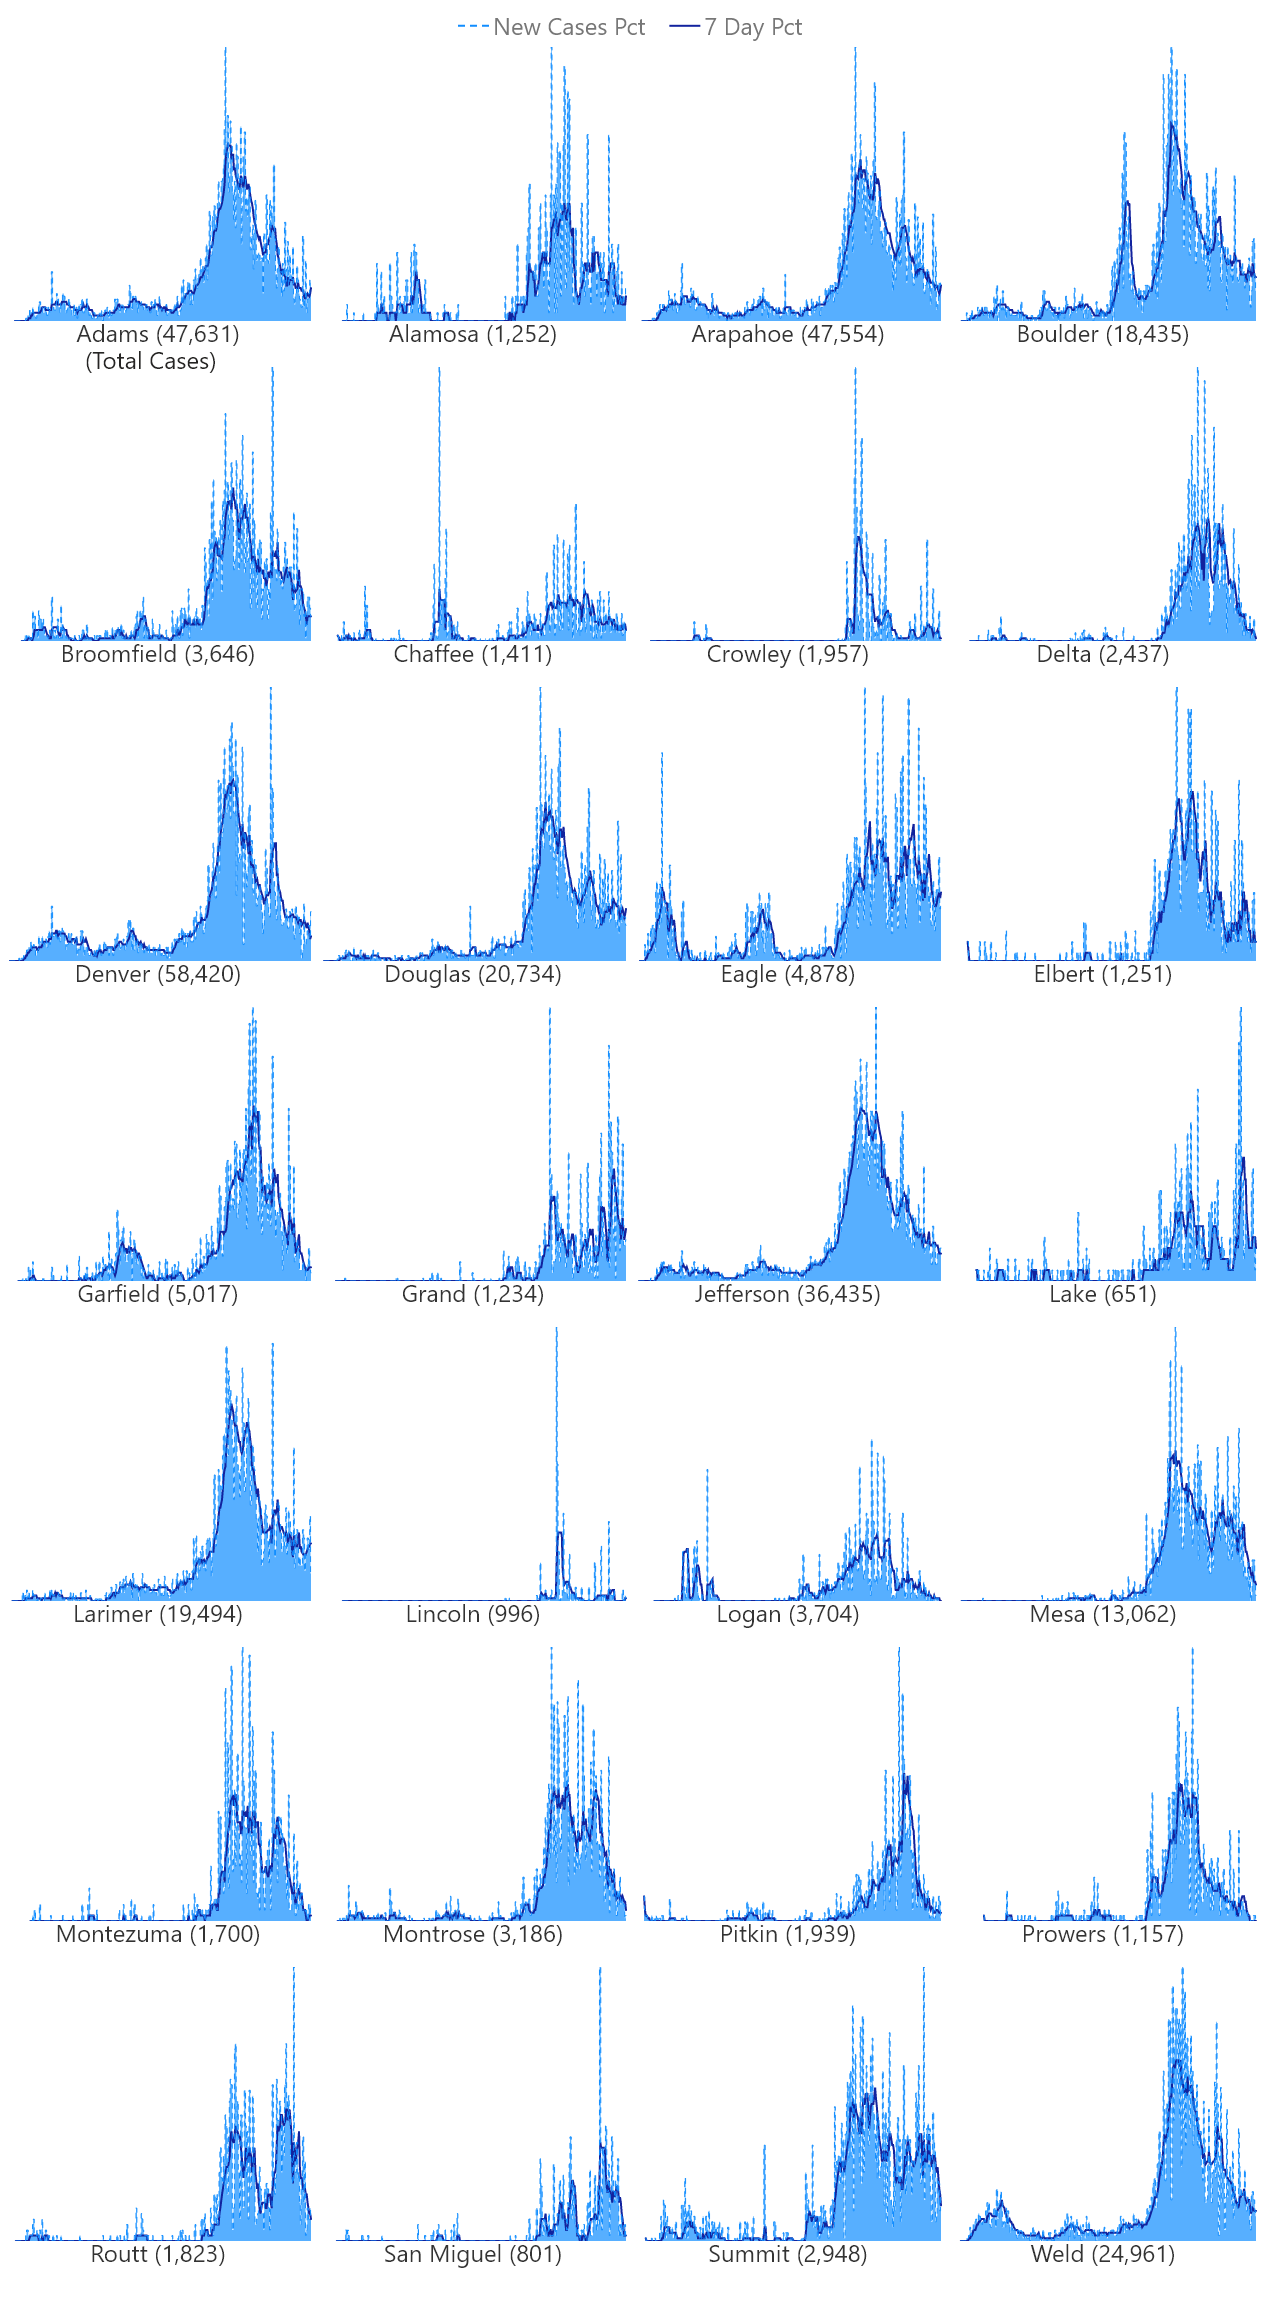 New Cases Pct 7 Day Pct
Adams (47,631)
(Total Cases)
Alamosa (1,252)
Arapahoe (47,554)
Boulder (18,435)
Broomfield (3,646)
Chaffee (1,411)
Crowley (1,957)
Delta (2,437)
Denver (58,420)
Douglas (20,734)
Eagle (4,878)
Elbert (1,251)
Garfield (5,017)
Grand (1,234)
Jefferson (36,435)
Lake (651)
Larimer (19,494)
Lincoln (996)
Logan (3,704)
Mesa (13,062)
Montezuma (1,700)
Montrose (3,186)
Pitkin (1,939)
Prowers (1,157)
Routt (1,823)
San Miguel (801)
Summit (2,948)
Weld (24,961)